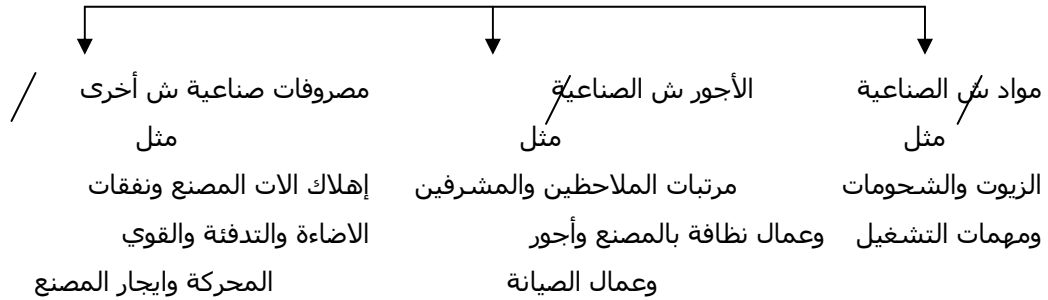 مواد ش الصناعية
مثل
الزيوت والشحومات
ومهمات التشغيل
الأجور ش الصناعية
مثل
مرتبات الملاحظين والمشرفين
وعمال نظافة بالمصنع وأجور
وعمال الصيانة
مصروفات صناعية ش أخرى
مثل
إهلاك الات المصنع ونفقات
الاضاءة والتدفئة والقوي
المحركة وايجار المصنع